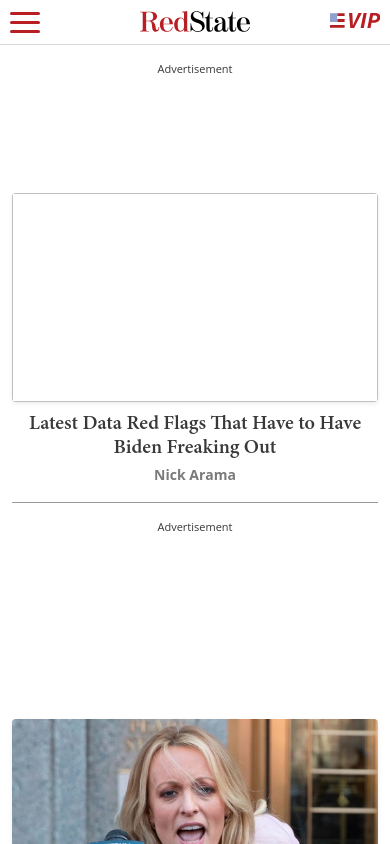 RedState
VIP
Advertisement
Latest Data Red Flags That Have to Have
Biden Freaking Out
Nick Arama
Advertisement